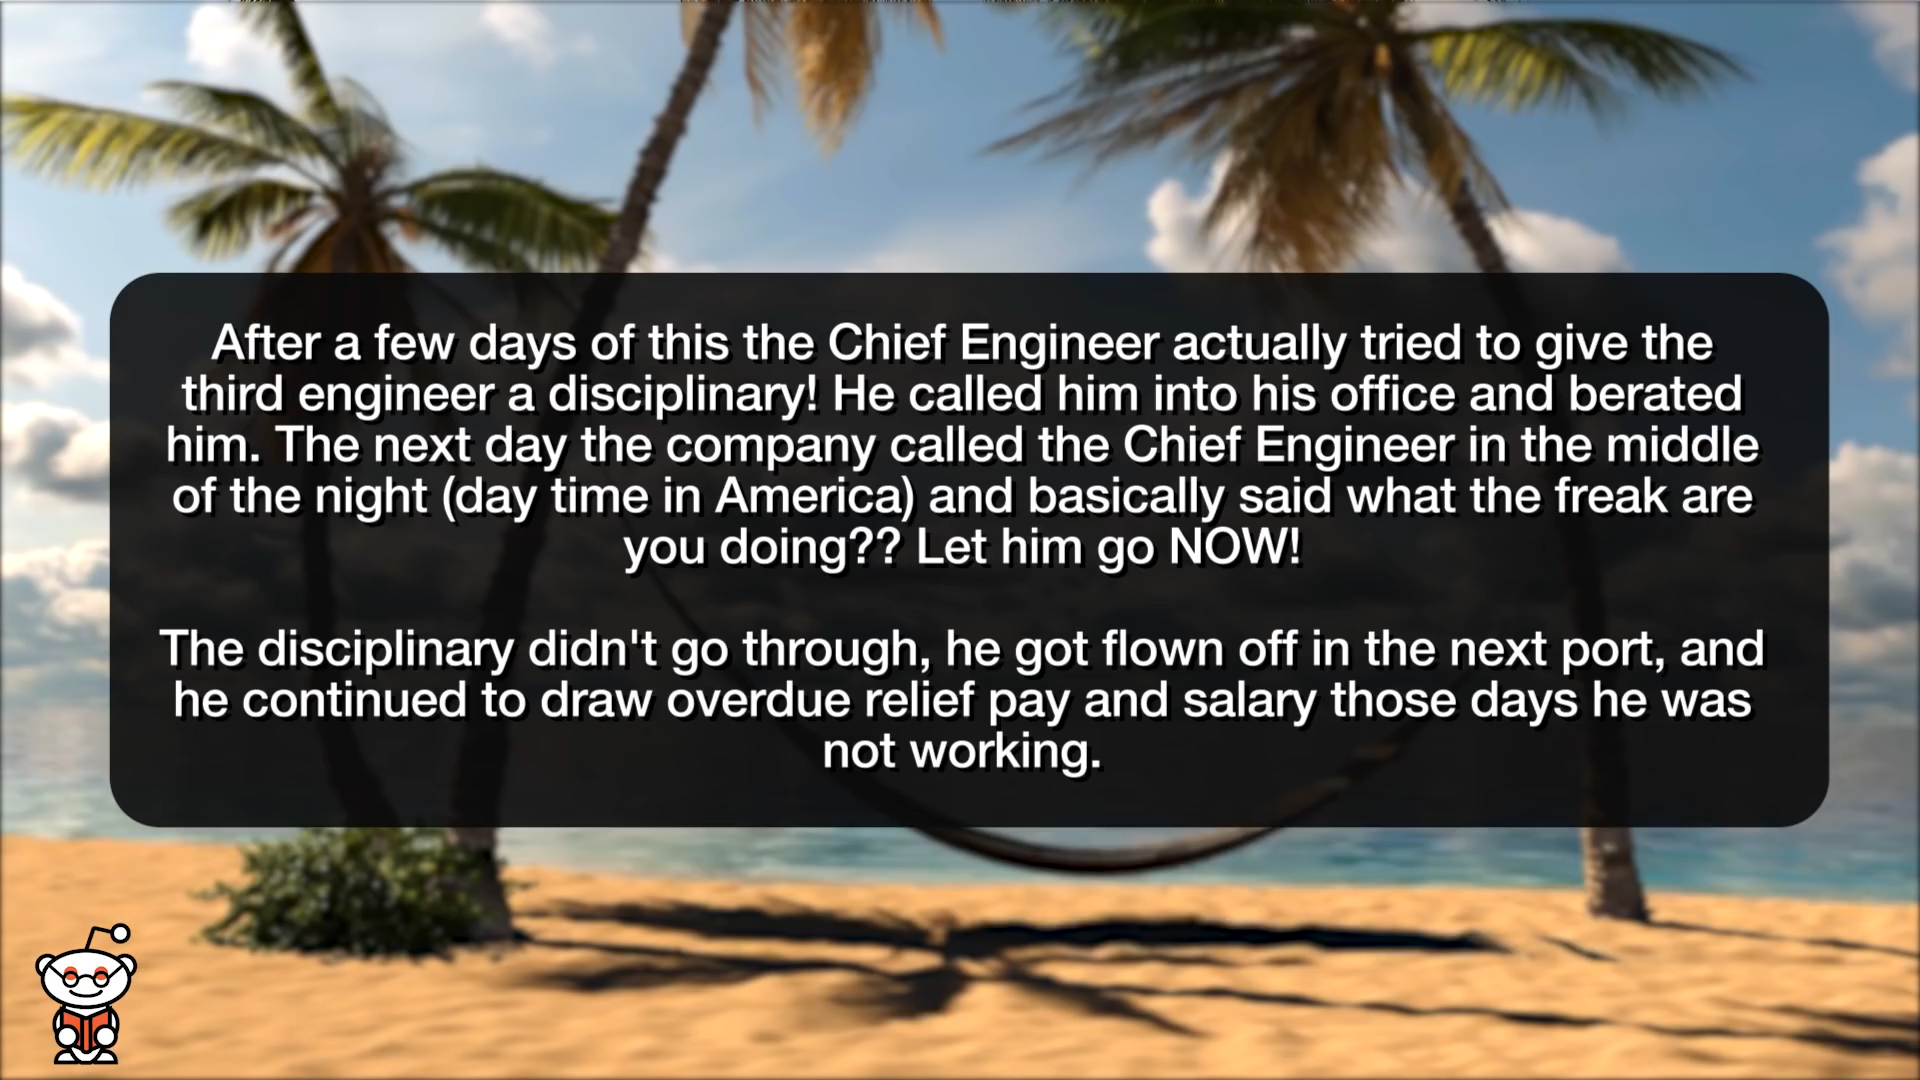 After a few days of this the Chief Engineer actually tried to give the
third engineer a disciplinary! He called him into his office and berated
him. The next day the company called the Chief Engineer in the middle
of the night (day time in America) and basically said what the freak are
you doing?? Let him go NOW!
The disciplinary didn't go through, he got flown off in the next port, and
he continued to draw overdue relief pay and salary those days he was
not working.